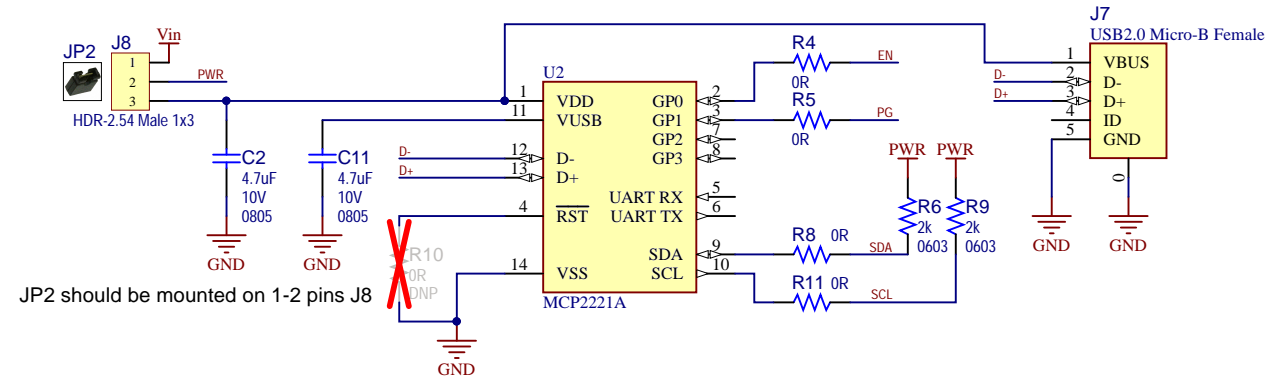 J7
USB2.0 Micro-B Female
1
VBUS
D-
2
D-
D+
3
D+
4
ID
5
GND
0
GND
GND
JP2
J8
Vin
1
2
PWR
3
HDR-2.54 Male 1x3
C2
4.7uF
10V
0805
GND
C11
4.7uF
10V
0805
GND
JP2 should be mounted on 1-2 pins J8
R10
0R
DNP
GND
U2
1
VDD
11
VUSB
D-
12
D-
D+
13
D+
4
RST
14
VSS
GP0
2
GP1
3
GP2
7
GP3
8
UART RX
5
UART TX
6
SDA
9
SCL
10
MCP2221A
R4
0R
EN
R5
0R
PG
R8 0R
SDA
R11 0R
SCL
PWR
PWR
R6
2k
0603
R9
2k
0603